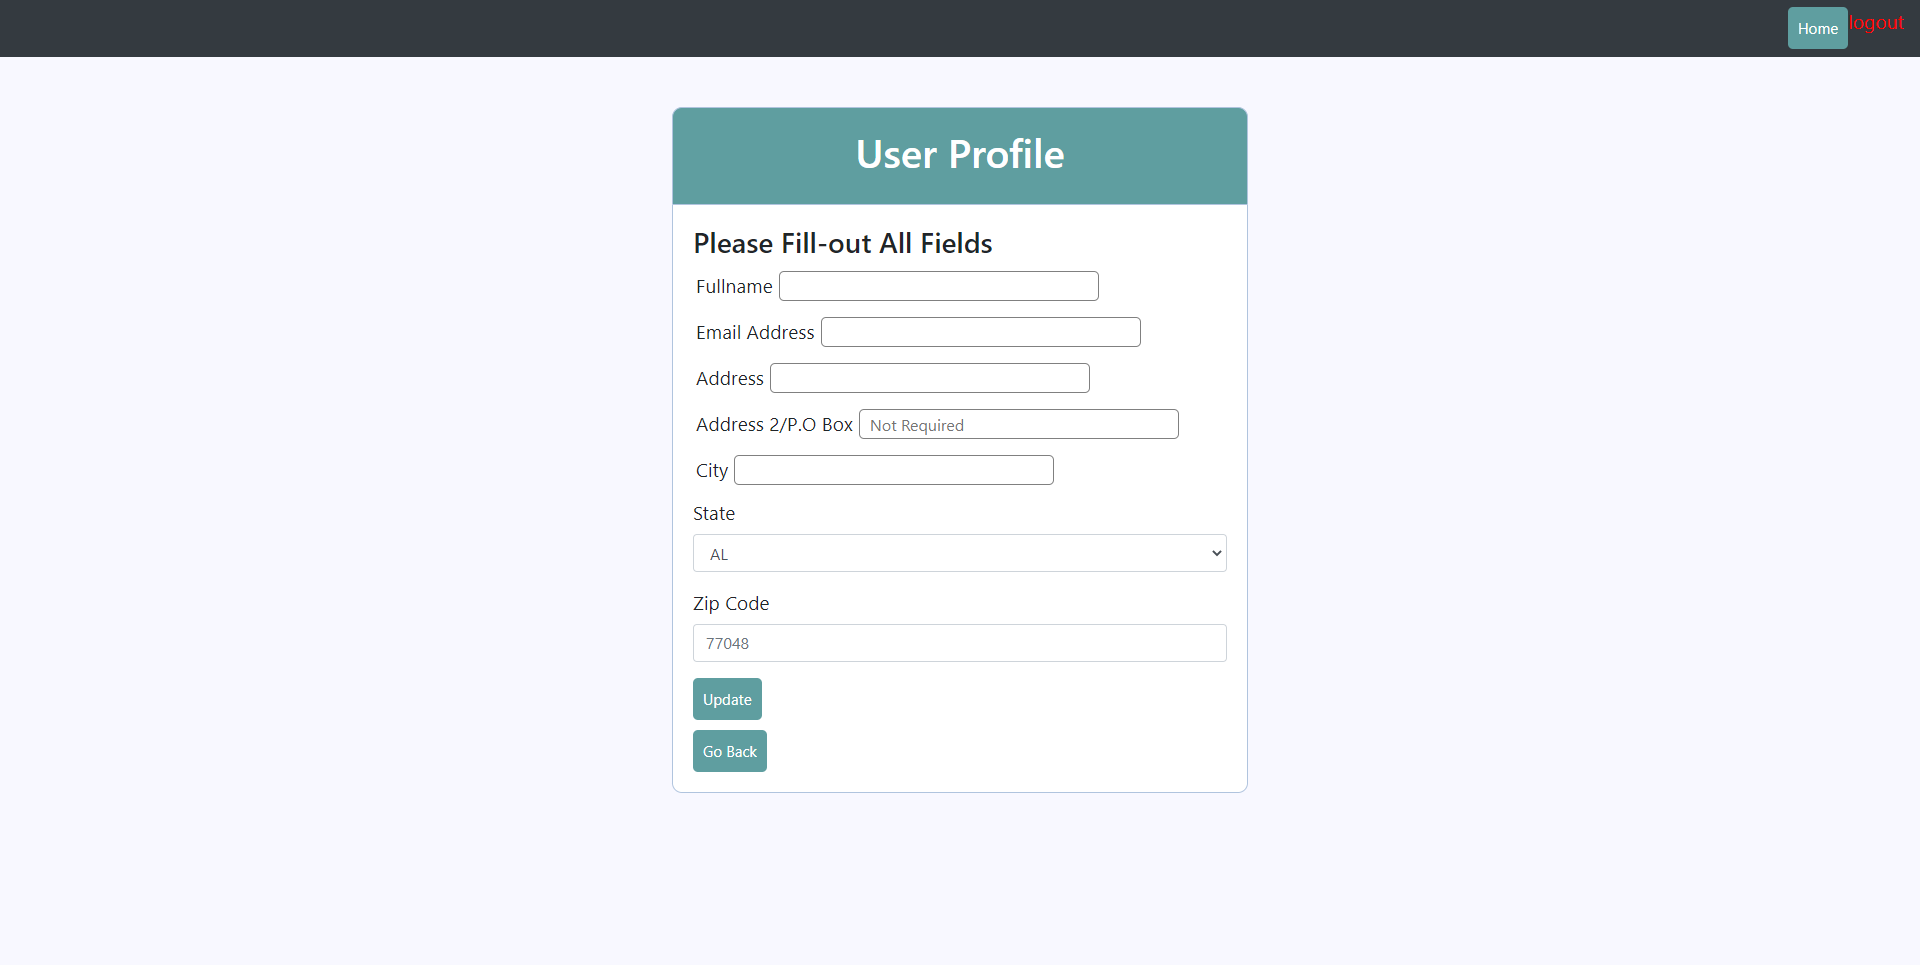 Home logout
User Profile
Please Fill-out All Fields
Fullname
Email Address
Address
Address 2/P.O Box Not Required
City
State
AL
Zip Code
77048
Update
Go Back